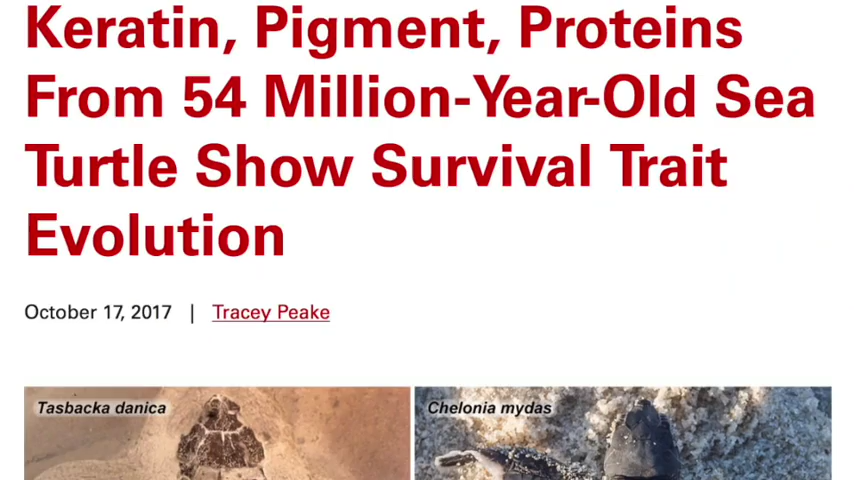 Keratin, Pigment, Proteins
From 54 Million-Year-Old Sea
Turtle Show Survival Trait
Evolution
October 17, 2017 | Tracey Peake
Tasbacka danica
Chelonia mydas